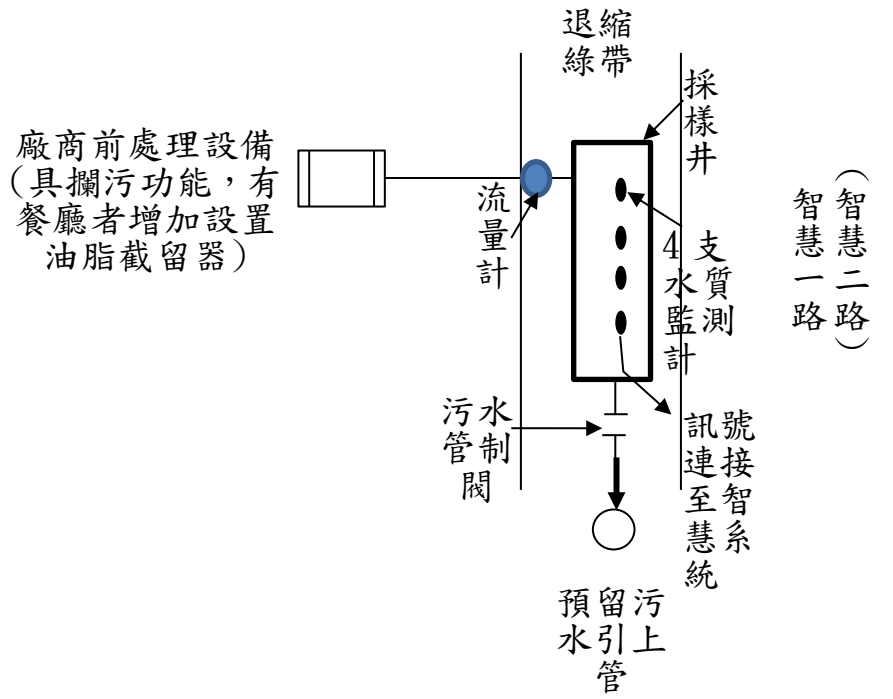 退縮
綠帶
採
樣
井
廠商前處理設備
（具攔污功能，有
餐廳者增加設置
油脂截留器）
流
量
計
4 支
水質
監測
計
智慧一路
（智慧二路）
污水
管制
閥
訊號
連接
至智
慧系
統
預留污
水引上
管